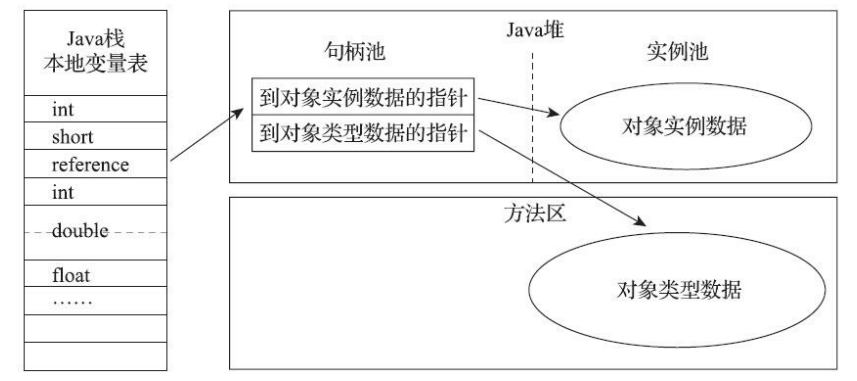 Java栈
本地变量表
int
short
reference
int
double
float
……
Java堆
句柄池
实例池
到对象实例数据的指针
到对象类型数据的指针
对象实例数据
方法区
对象类型数据